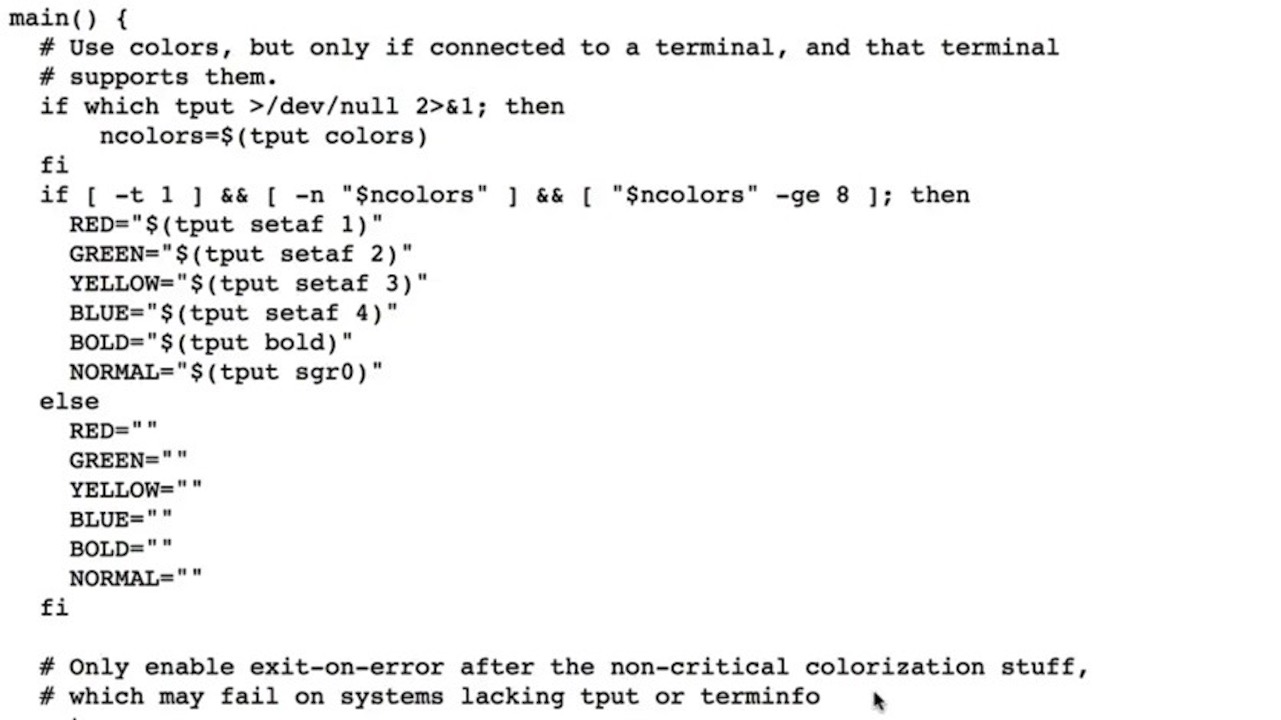 main() {
  # Use colors, but only if connected to a terminal, and that terminal
  # supports them.
  if which tput >/dev/null 2>&1; then
      ncolors=$(tput colors)
  fi
  if [ -t 1 ] && [ -n "$ncolors" ] && [ "$ncolors" -ge 8 ]; then
    RED="$(tput setaf 1)"
    GREEN="$(tput setaf 2)"
    YELLOW="$(tput setaf 3)"
    BLUE="$(tput setaf 4)"
    BOLD="$(tput bold)"
    NORMAL="$(tput sgr0)"
  else
    RED=""
    GREEN=""
    YELLOW=""
    BLUE=""
    BOLD=""
    NORMAL=""
  fi

  # Only enable exit-on-error after the non-critical colorization stuff,
  # which may fail on systems lacking tput or terminfo